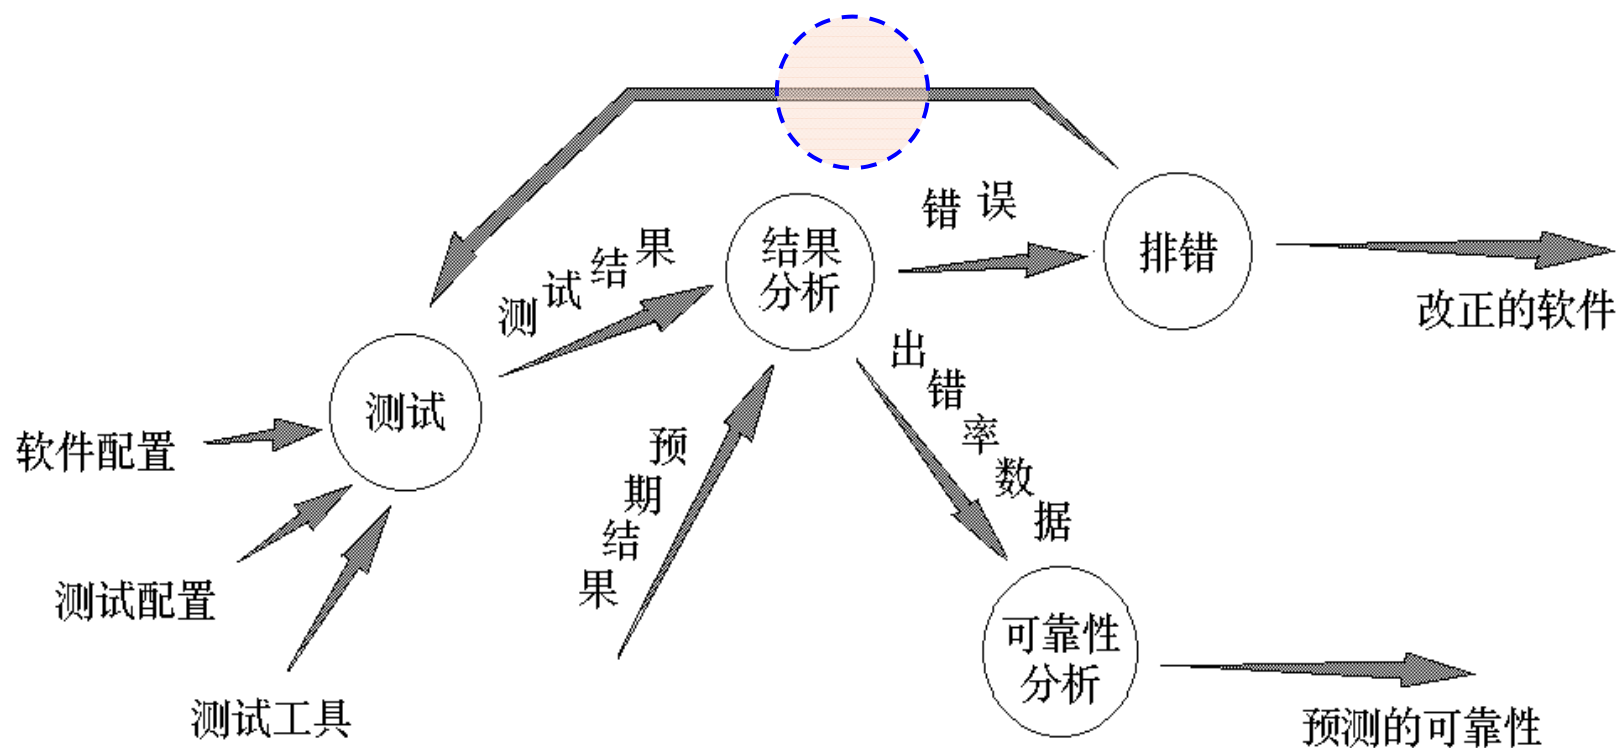 错误
测试结果
结果
分析
排错
改正的软件
出错率数据
测试
预期结果
软件配置
测试配置
可靠性
分析
测试工具
预测的可靠性